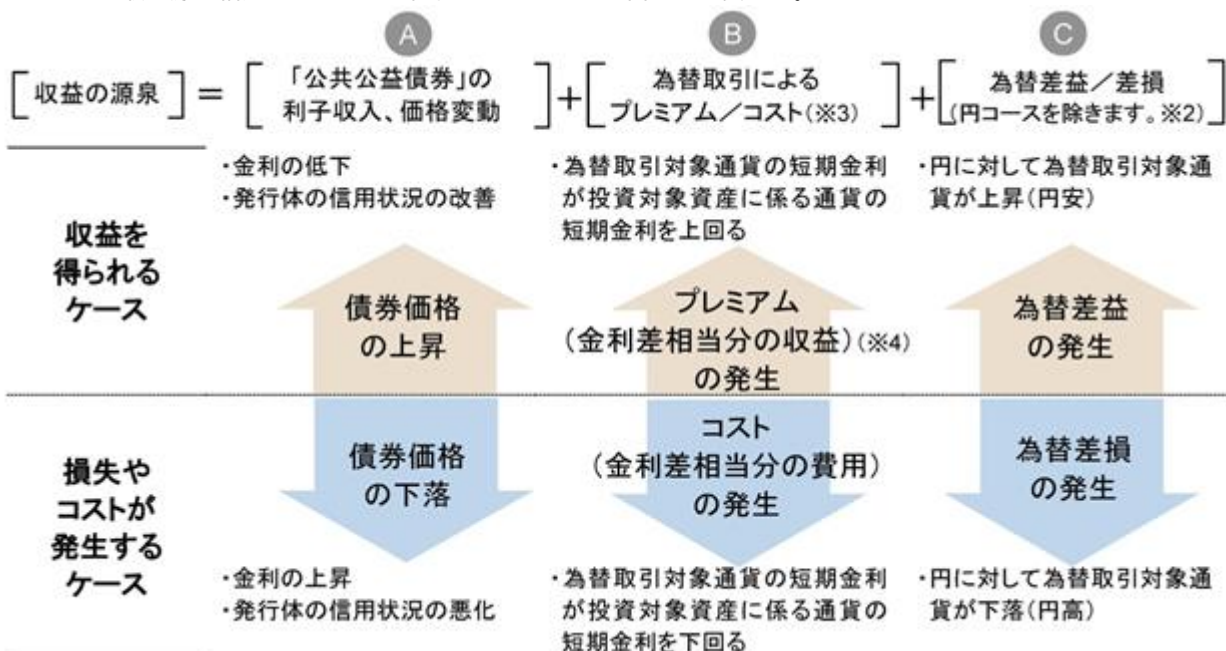 A
B
C
[収益の源泉]=[「公共公益債券」の
利子収入、価格変動]+[為替取引による
プレミアム/コスト(※3)]+[為替差益/差損
(円コースを除きます。※2)]
収益を
得られる
ケース
・金利の低下
・発行体の信用状況の改善
・為替取引対象通貨の短期金利
が投資対象資産に係る通貨の
短期金利を上回る
・円に対して為替取引対象通
貨が上昇(円安)
債券価格
の上昇
プレミアム
(金利差相当分の収益)(※4)
の発生
為替差益
の発生
損失や
コストが
発生する
ケース
債券価格
の下落
コスト
(金利差相当分の費用)
の発生
為替差損
の発生
・金利の上昇
・発行体の信用状況の悪化
・為替取引対象通貨の短期金利
が投資対象資産に係る通貨の
短期金利を下回る
・円に対して為替取引対象通
貨が下落(円高)